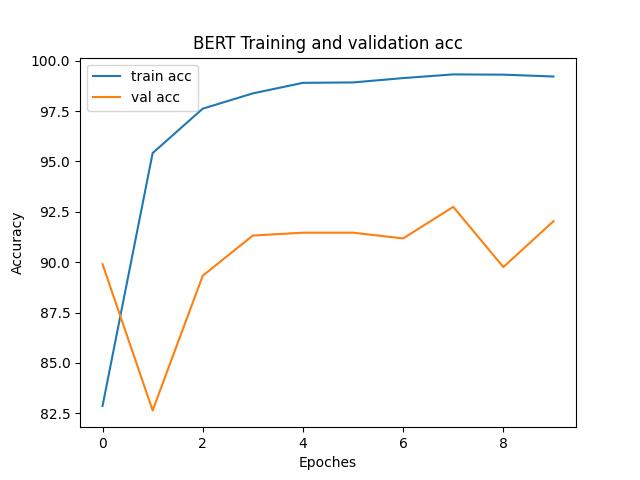 BERT Training and validation acc
train acc
val acc
100.0
97.5
95.0
92.5
90.0
87.5
85.0
82.5
Accuracy
0 2 4 6 8
Epoches